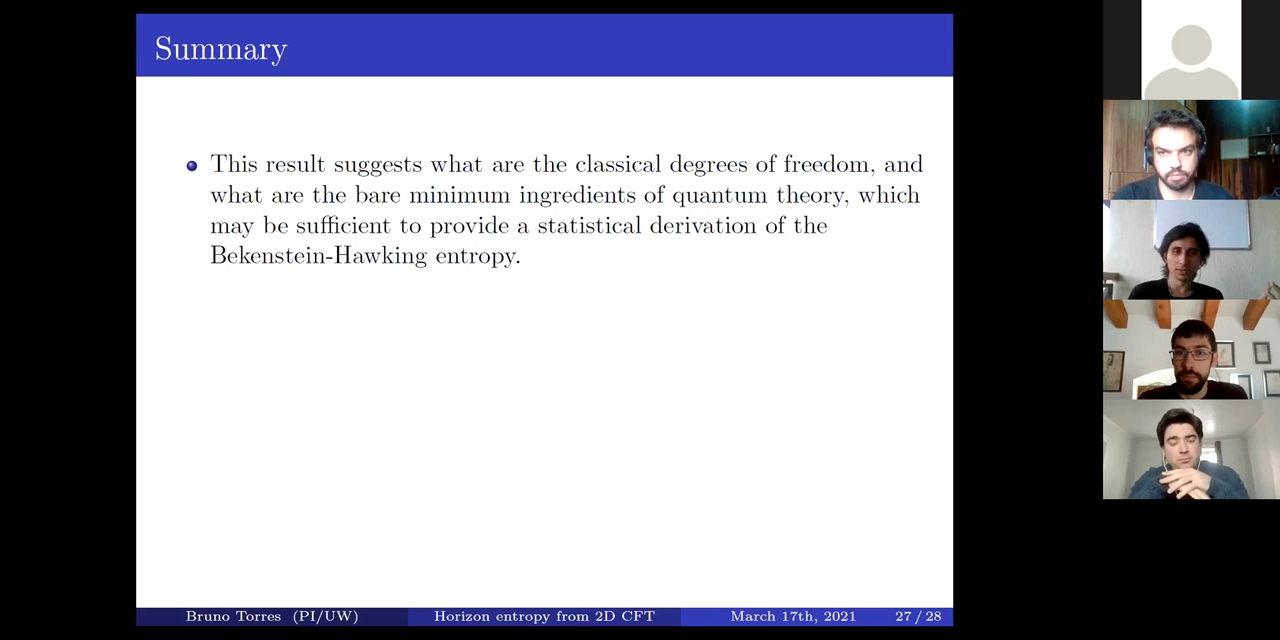 Summary
This result suggests what are the classical degrees of freedom, and
what are the bare minimum ingredients of quantum theory, which
may be sufficient to provide a statistical derivation of the
Bekenstein-Hawking entropy.
Bruno Torres (PI/UW) Horizon entropy from 2D CFT March 17th, 2021 27 / 28